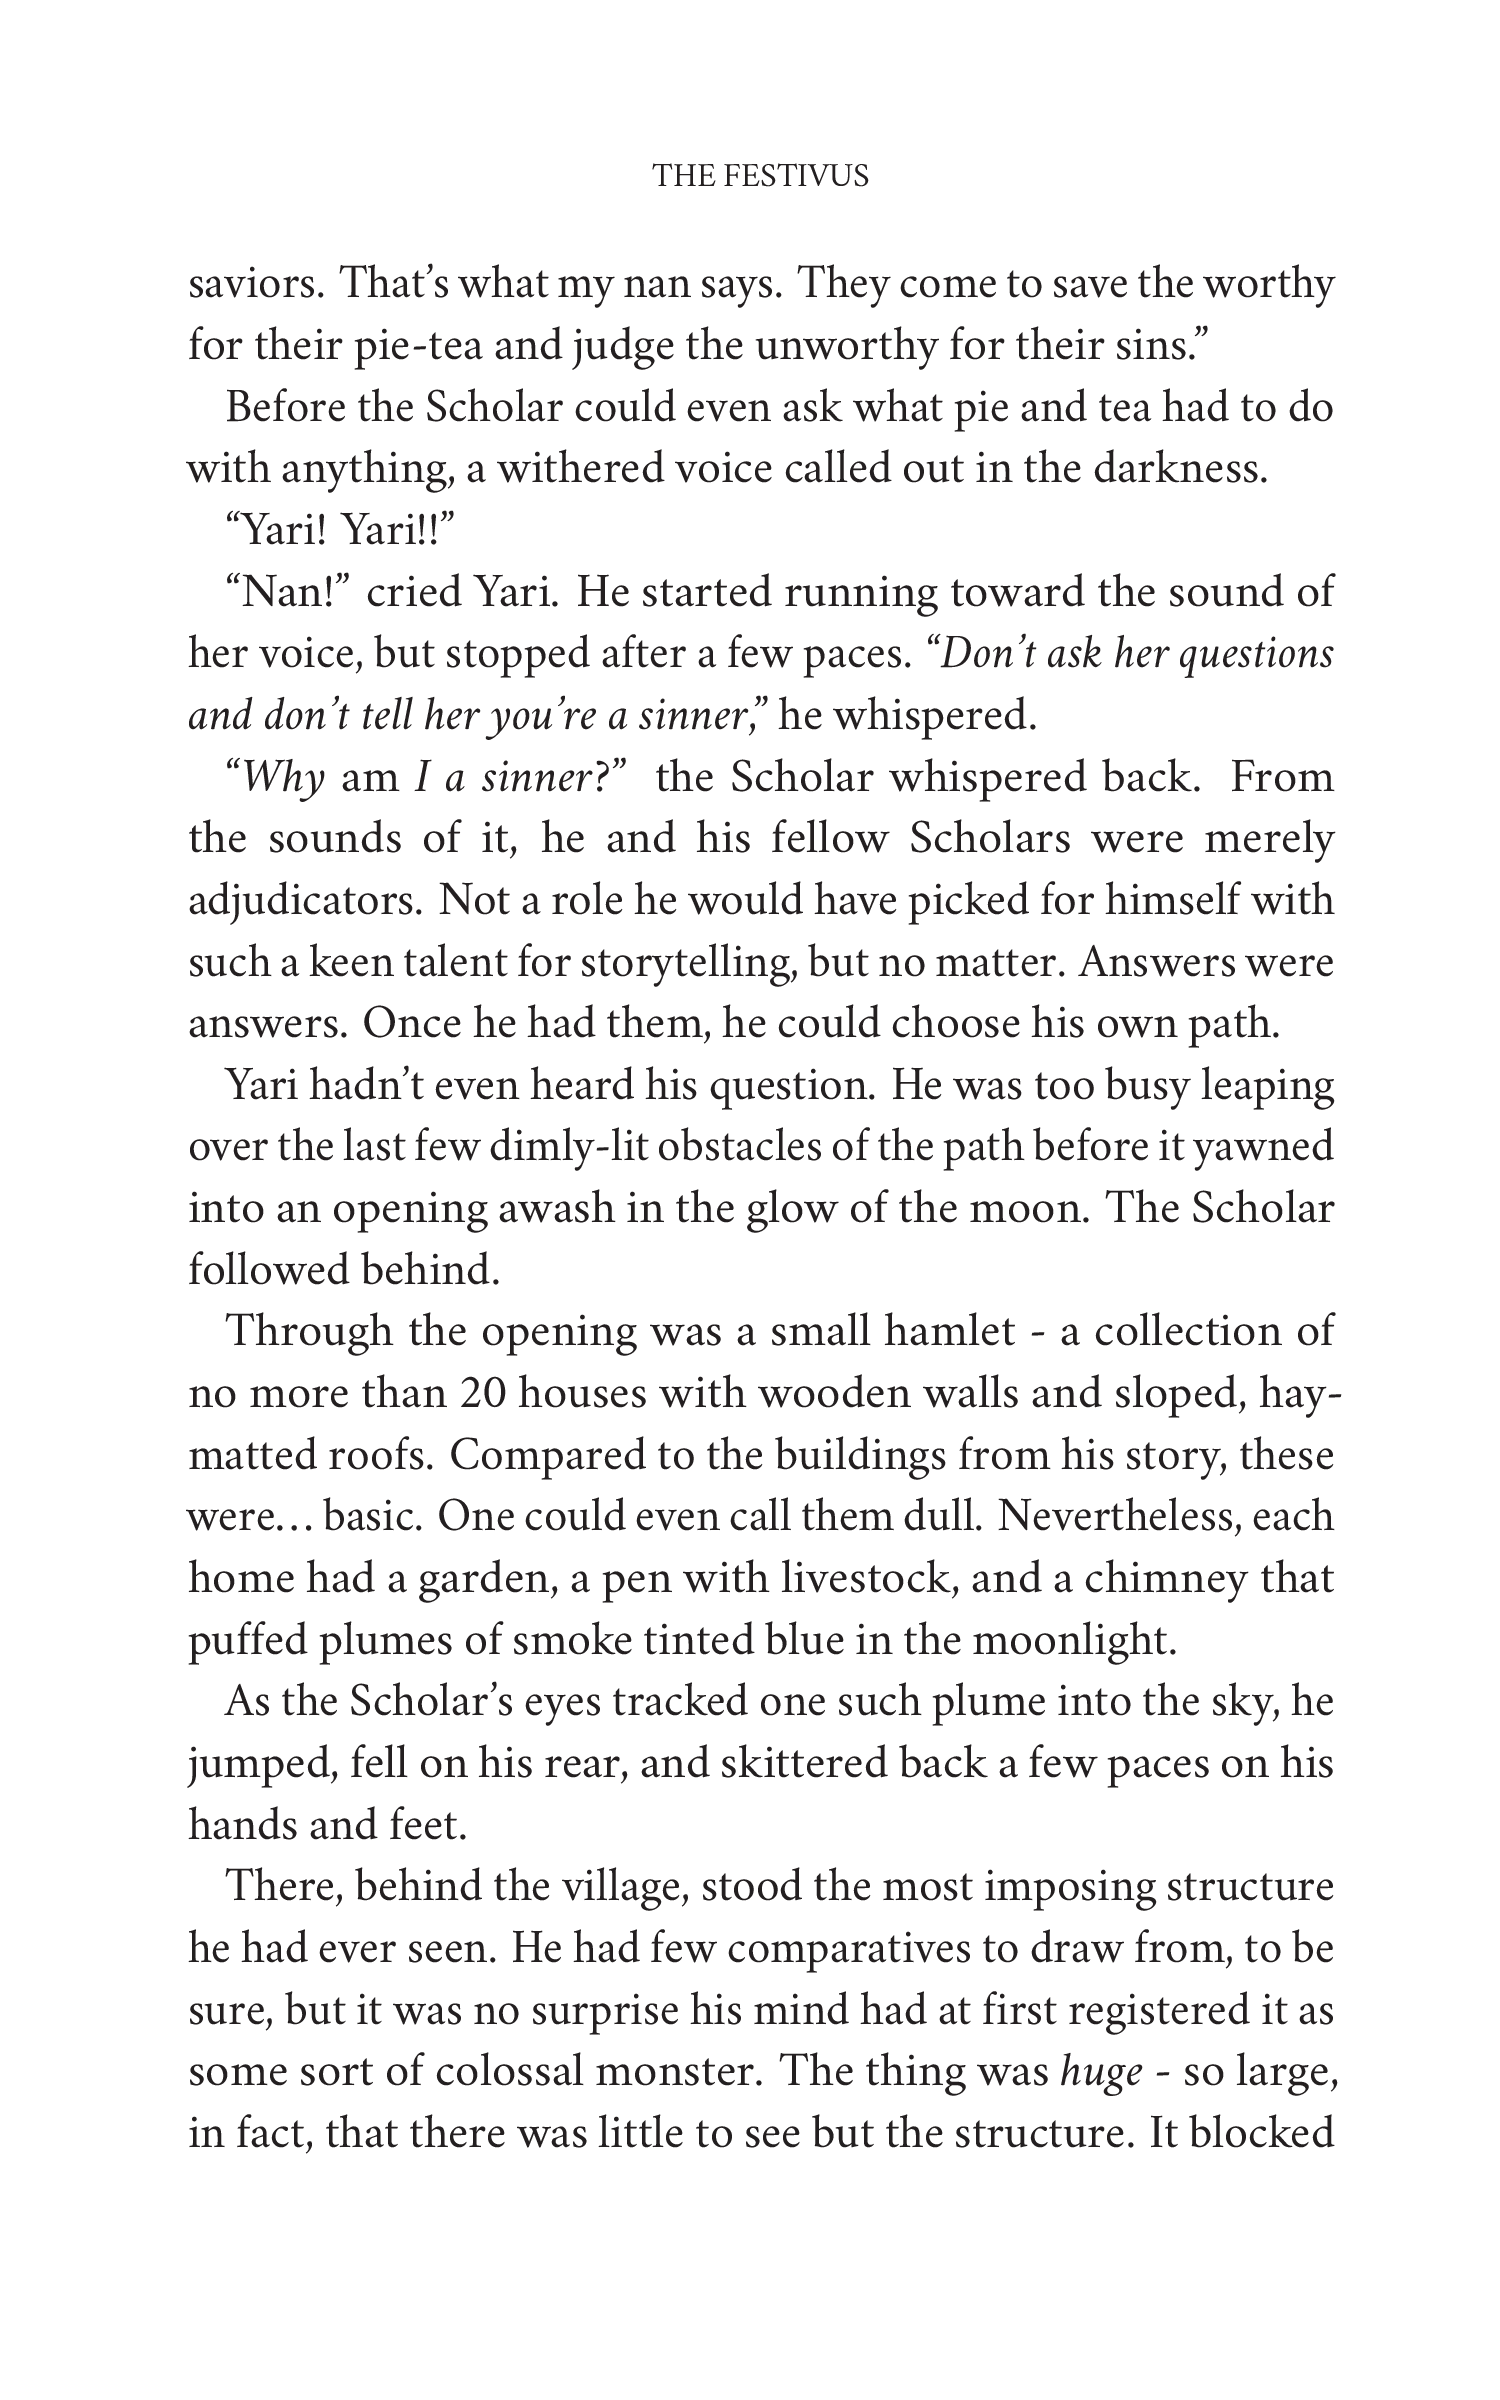 THE FESTIVUS
saviors. That’s what my nan says. They come to save the worthy
for their pie-tea and judge the unworthy for their sins.”
Before the Scholar could even ask what pie and tea had to do
with anything, a withered voice called out in the darkness.
“Yari! Yari!!”
“Nan!” cried Yari. He started running toward the sound of
her voice, but stopped after a few paces. “Don’t ask her questions
and don’t tell her you’re a sinner,” he whispered.
“Why am I a sinner?” the Scholar whispered back. From
the sounds of it, he and his fellow Scholars were merely
adjudicators. Not a role he would have picked for himself with
such a keen talent for storytelling, but no matter. Answers were
answers. Once he had them, he could choose his own path.
Yari hadn’t even heard his question. He was too busy leaping
over the last few dimly-lit obstacles of the path before it yawned
into an opening awash in the glow of the moon. The Scholar
followed behind.
Through the opening was a small hamlet - a collection of
no more than 20 houses with wooden walls and sloped, hay-
matted roofs. Compared to the buildings from his story, these
were… basic. One could even call them dull. Nevertheless, each
home had a garden, a pen with livestock, and a chimney that
puffed plumes of smoke tinted blue in the moonlight.
As the Scholar’s eyes tracked one such plume into the sky, he
jumped, fell on his rear, and skittered back a few paces on his
hands and feet.
There, behind the village, stood the most imposing structure
he had ever seen. He had few comparatives to draw from, to be
sure, but it was no surprise his mind had at first registered it as
some sort of colossal monster. The thing was huge - so large,
in fact, that there was little to see but the structure. It blocked